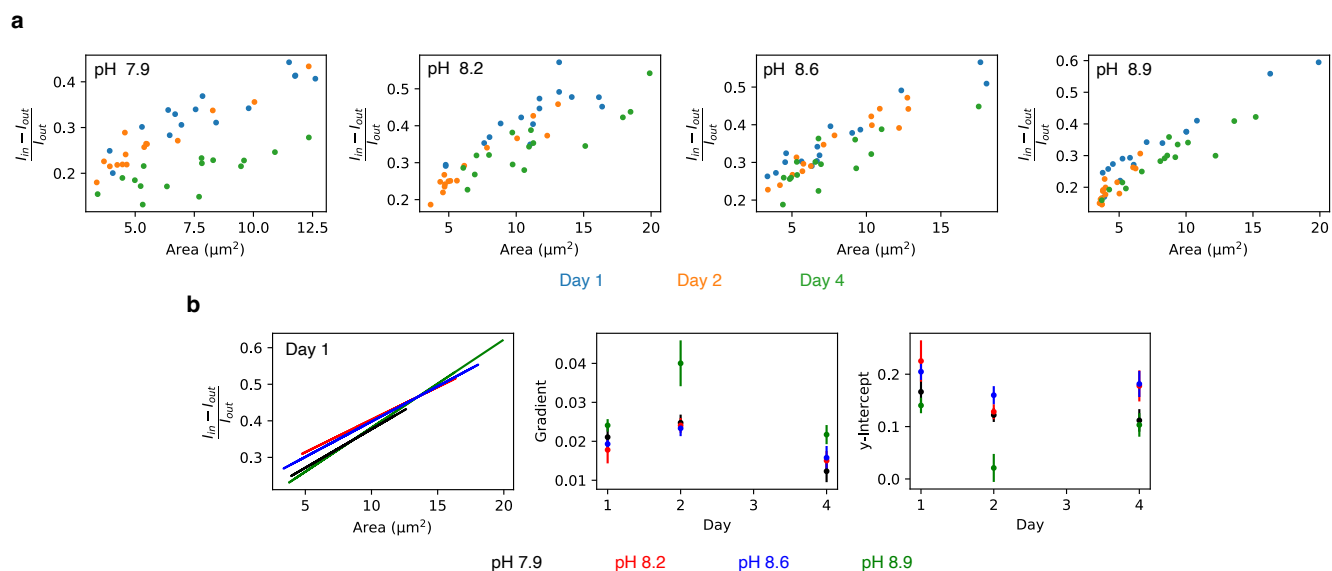 a
pH 7.9
pH 8.2
pH 8.6
pH 8.9
0.4
0.3
0.2
5.0
7.5
10.0
12.5
Area (μm²)
I_in − I_out
I_out
0.5
0.4
0.3
0.2
5
10
15
20
Area (μm²)
I_in − I_out
I_out
0.5
0.4
0.3
0.2
5
10
15
Area (μm²)
I_in − I_out
I_out
0.6
0.5
0.4
0.3
0.2
5
10
15
20
Area (μm²)
I_in − I_out
I_out
Day 1
Day 2
Day 4
b
Day 1
0.6
0.5
0.4
0.3
5
10
15
20
Area (μm²)
I_in − I_out
I_out
0.04
0.03
0.02
0.01
1
2
3
4
Day
Gradient
0.2
0.1
0.0
1
2
3
4
Day
y-Intercept
pH 7.9
pH 8.2
pH 8.6
pH 8.9